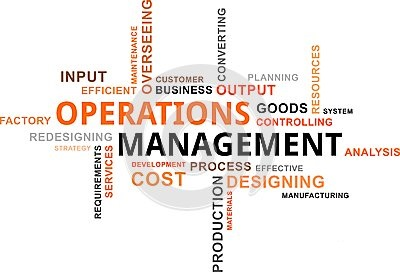 MAINTENANCE
OVERSEEING
CONVERTING
RESOURCES
INPUT
CUSTOMER
PLANNING
EFFICIENT
BUSINESS
OUTPUT
OPERATIONS
GOODS
SYSTEM
FACTORY
CONTROLLING
REDESIGNING
MANAGEMENT
STRATEGY
ANALYSIS
REQUIREMENTS
SERVICES
DEVELOPMENT
PROCESS
EFFECTIVE
COST
DESIGNING
PRODUCTION
MATERIALS
MANUFACTURING